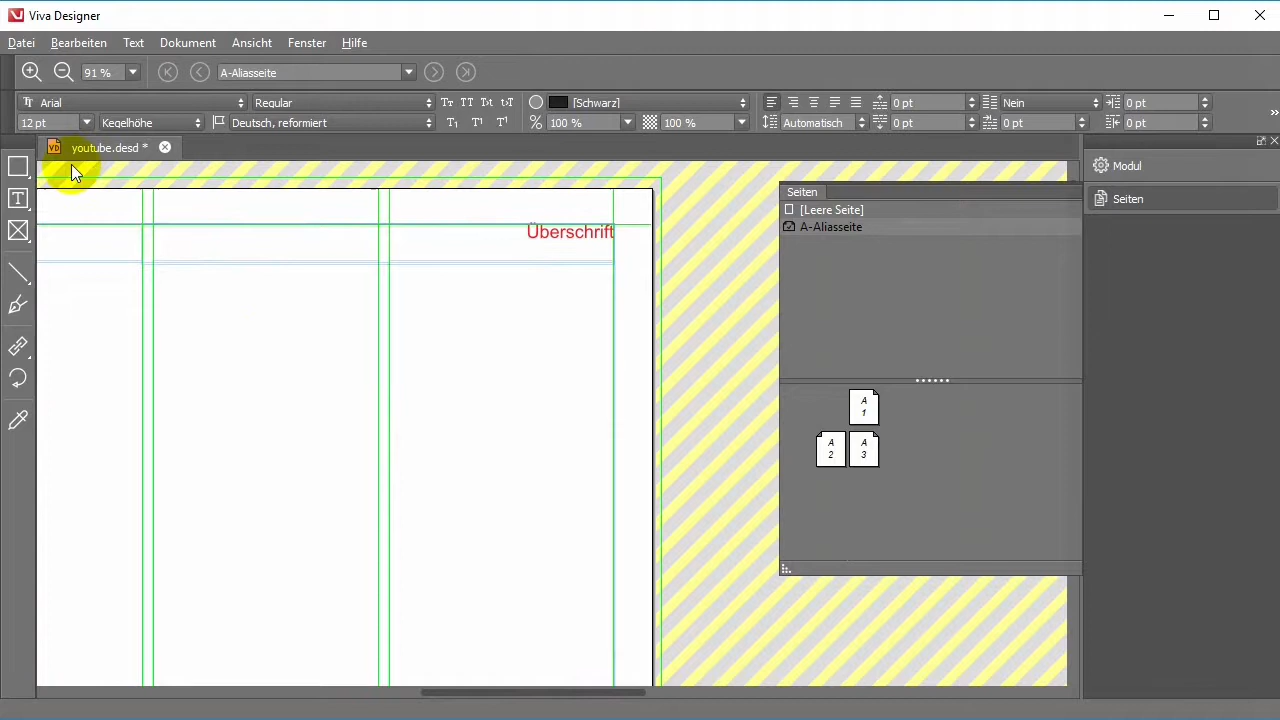 Viva Designer
Datei Bearbeiten Text Dokument Ansicht Fenster Hilfe
91 % A-Aliasseite
Arial Regular [Schwarz] 0 pt Nein 0 pt
12 pt Kegelhöhe Deutsch, reformiert 100 % 100 % Automatisch 0 pt 0 pt 0 pt
youtube.desd *
Modul
Seiten
Seiten
[Leere Seite]
A-Aliasseite
Überschrift
A
1
A
2
A
3